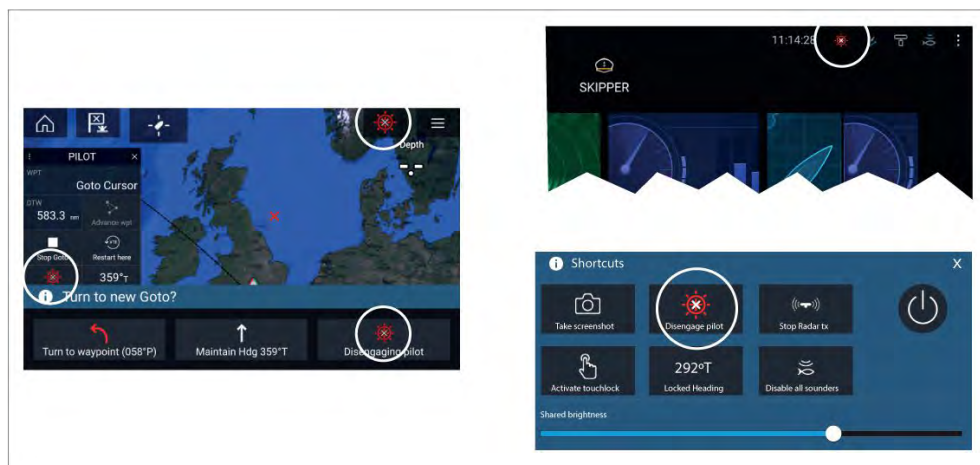 Depth
--.-
PILOT
X
WPT
Goto Cursor
DTW
583.3 nm
Advance wpt
Stop Goto
XTE
Restart here
359°T
Turn to new Goto?
Turn to waypoint (058°P)
Maintain Hdg 359°T
Disengaging pilot
11:14:28
SKIPPER
Shortcuts
X
Take screenshot
Disengage pilot
Stop Radar tx
Activate touchlock
292°T
Locked Heading
Disable all sounders
Shared brightness